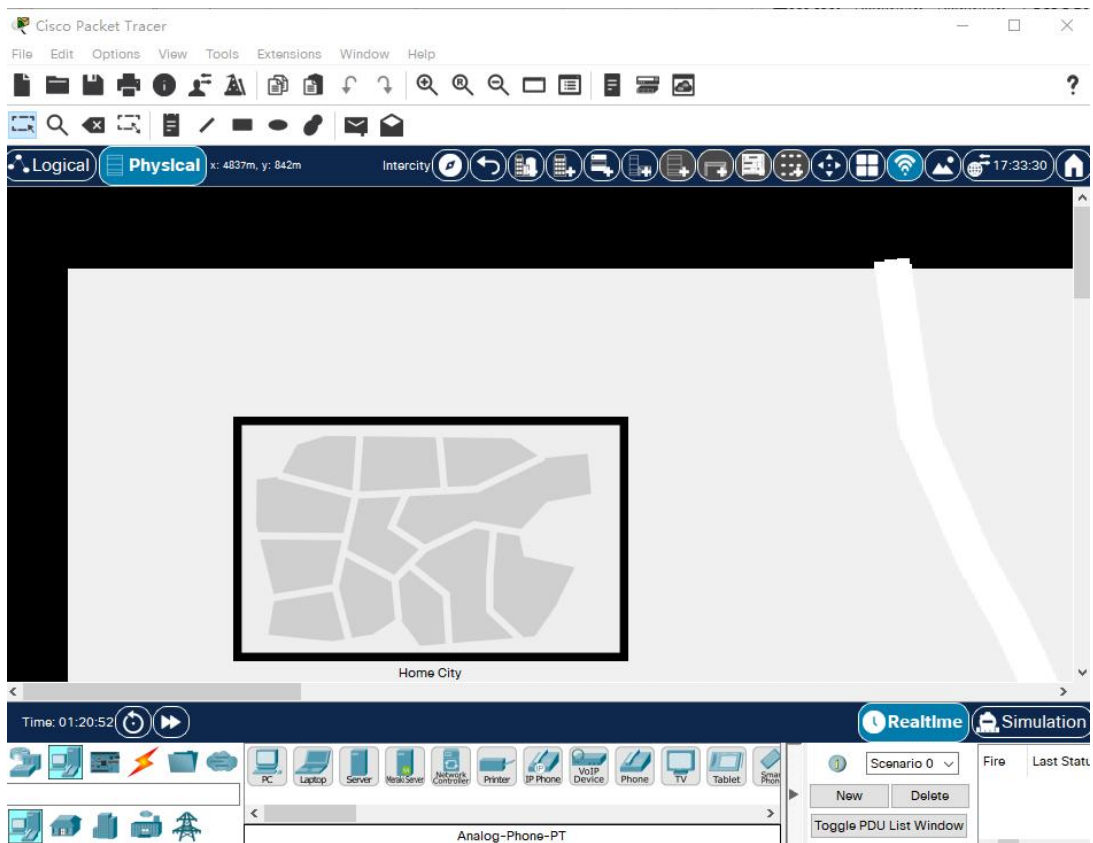 Cisco Packet Tracer
File Edit Options View Tools Extensions Window Help
Logical Physical x: 4837m, y: 842m Intercity 17:33:30
Home City
Time: 01:20:52 Realtime Simulation
PC Laptop Server Meraki Server Network Controller Printer IP Phone VoIP Device Phone TV Tablet
Scenario 0 Fire Last Statu
New Delete
Toggle PDU List Window
Analog-Phone-PT